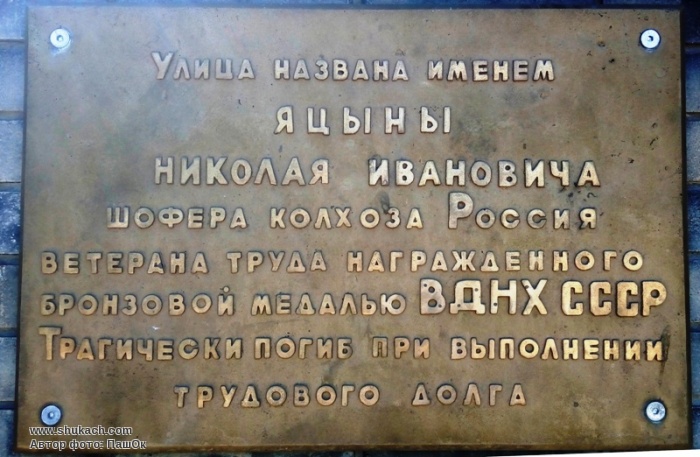 Улица названа именем
Яцыны
Николая Ивановича
шофера колхоза Россия
ветерана труда награжденного
бронзовой медалью ВДНХ СССР
Трагически погиб при выполнении
трудового долга
www.shukach.com
Автор фото: ПашОк